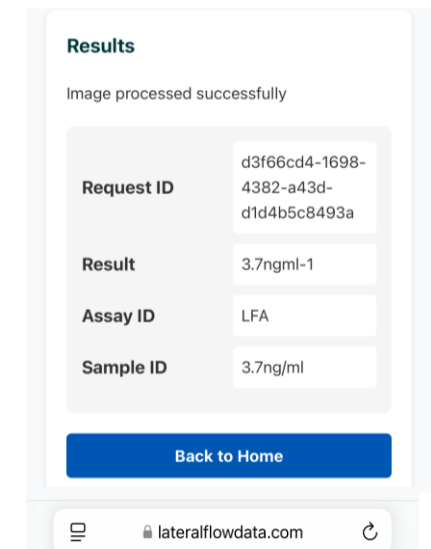 Results
Image processed successfully
Request ID
d3f66cd4-1698-
4382-a43d-
d1d4b5c8493a
Result
3.7ngml-1
Assay ID
LFA
Sample ID
3.7ng/ml
Back to Home
lateralflowdata.com